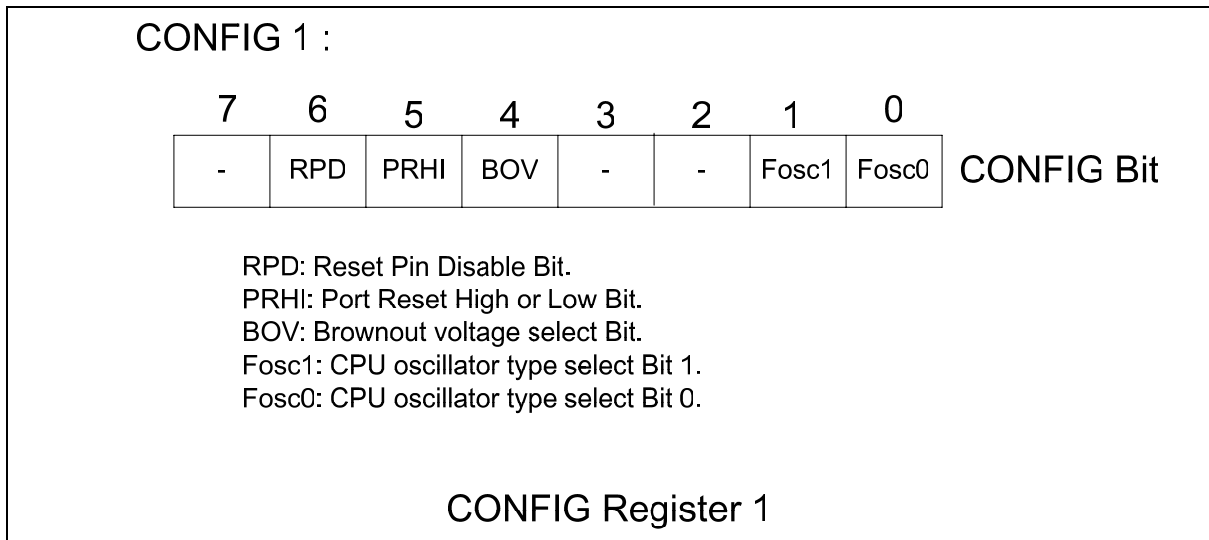 CONFIG 1 :
7 6 5 4 3 2 1 0
- RPD PRHI BOV - - Fosc1 Fosc0 CONFIG Bit
RPD: Reset Pin Disable Bit.
PRHI: Port Reset High or Low Bit.
BOV: Brownout voltage select Bit.
Fosc1: CPU oscillator type select Bit 1.
Fosc0: CPU oscillator type select Bit 0.
CONFIG Register 1